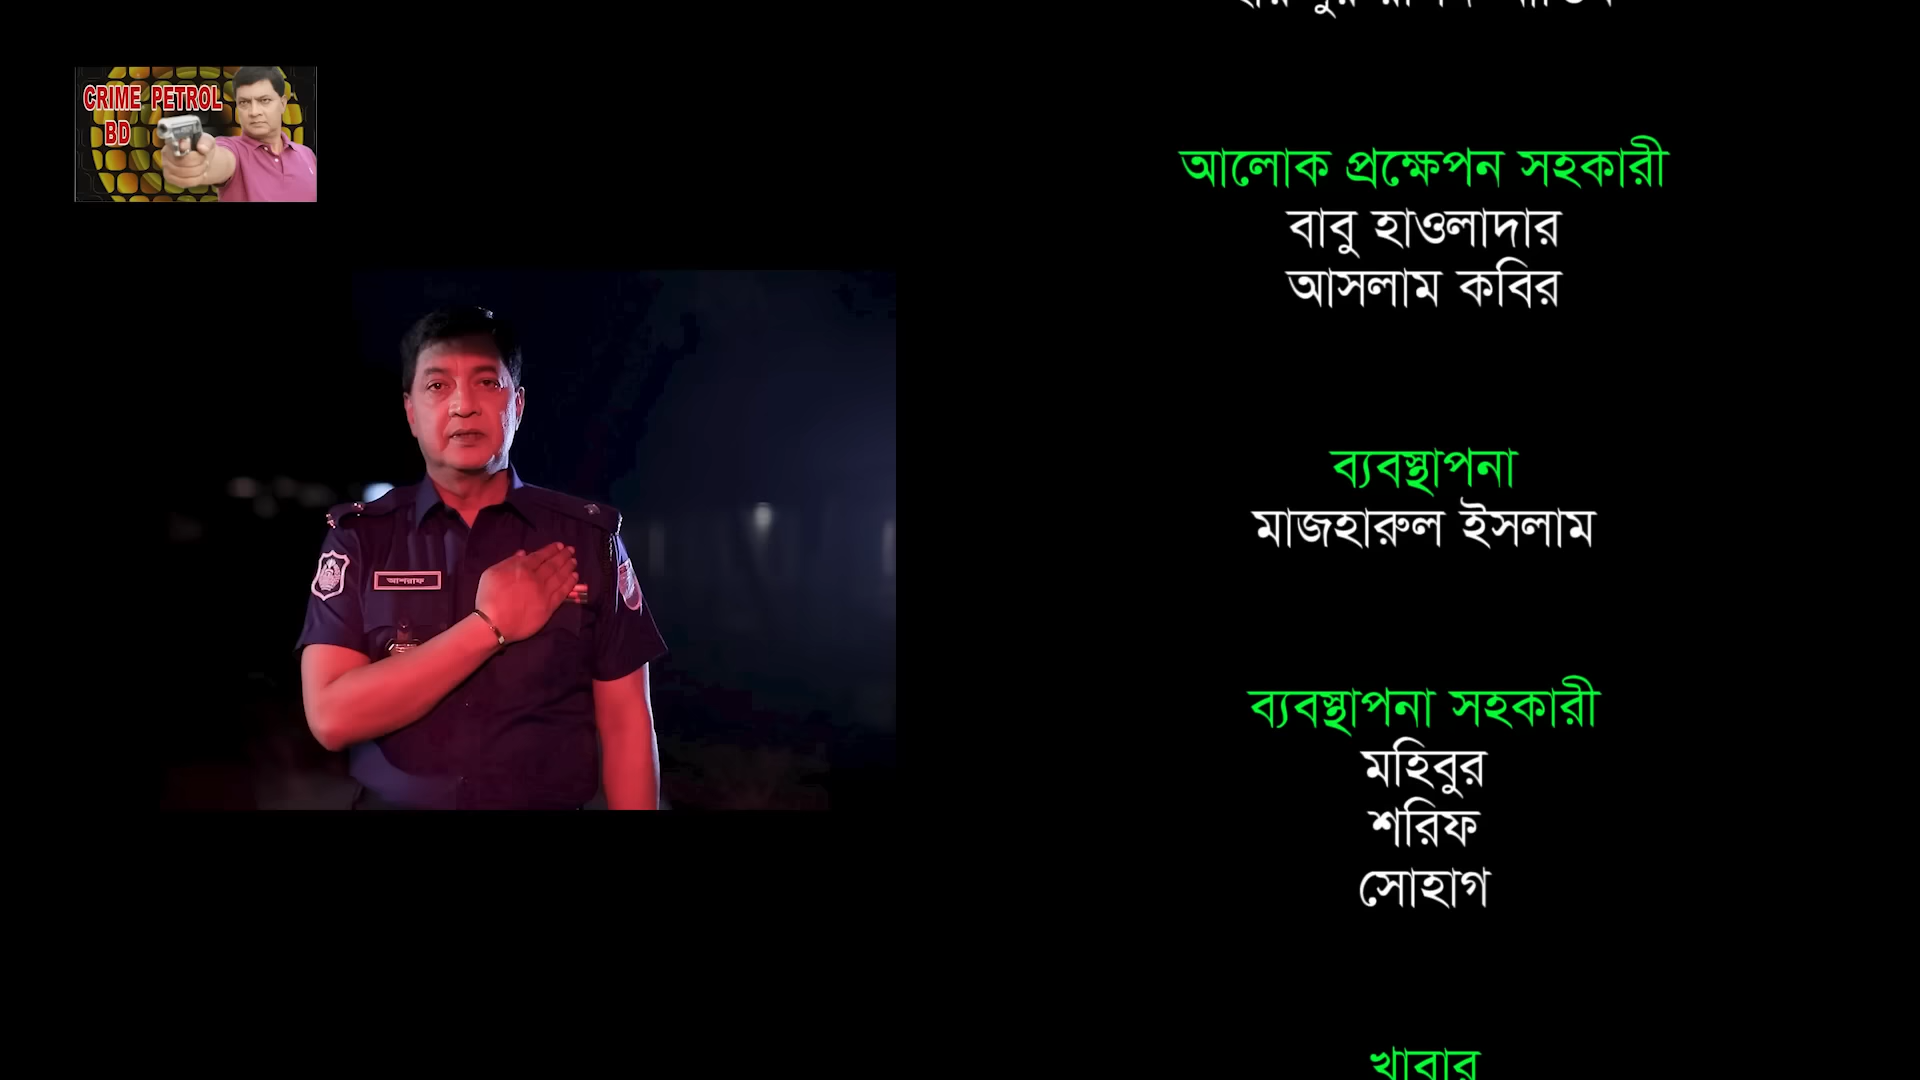 CRIME PETROL
BD
আশরাফ
আলোক প্রক্ষেপন সহকারী
বাবু হাওলাদার
আসলাম কবির
ব্যবস্থাপনা
মাজহারুল ইসলাম
ব্যবস্থাপনা সহকারী
মহিবুর
শরিফ
সোহাগ
খাবার